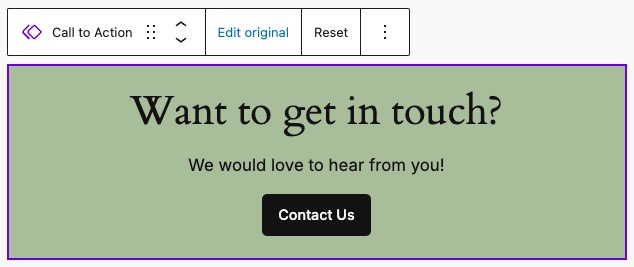 Call to Action Edit original Reset
Want to get in touch?
We would love to hear from you!
Contact Us